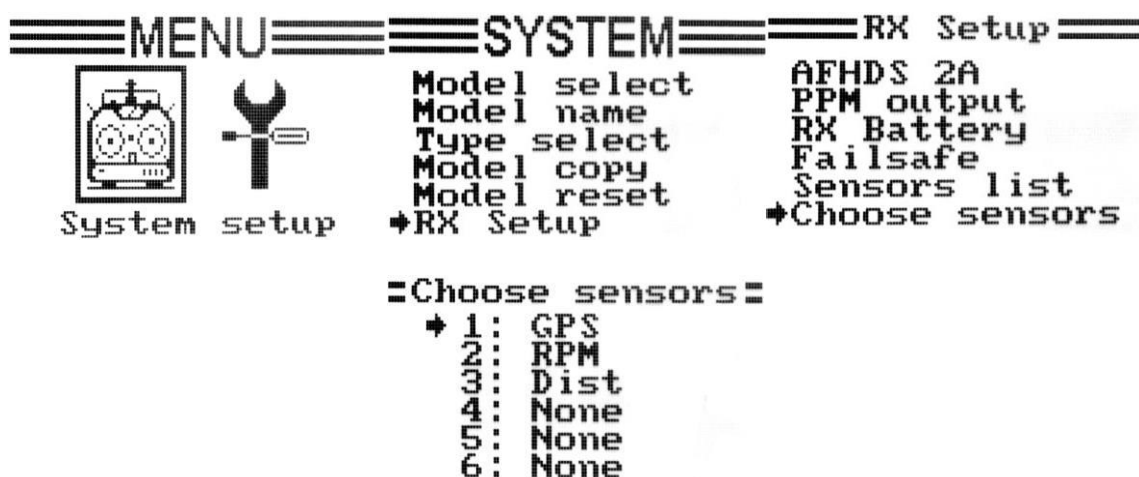 MENU
System setup
SYSTEM
Model select
Model name
Type select
Model copy
Model reset
RX Setup
RX Setup
AFHDS 2A
PPM output
RX Battery
Failsafe
Sensors list
Choose sensors
Choose sensors
1: GPS
2: RPM
3: Dist
4: None
5: None
6: None